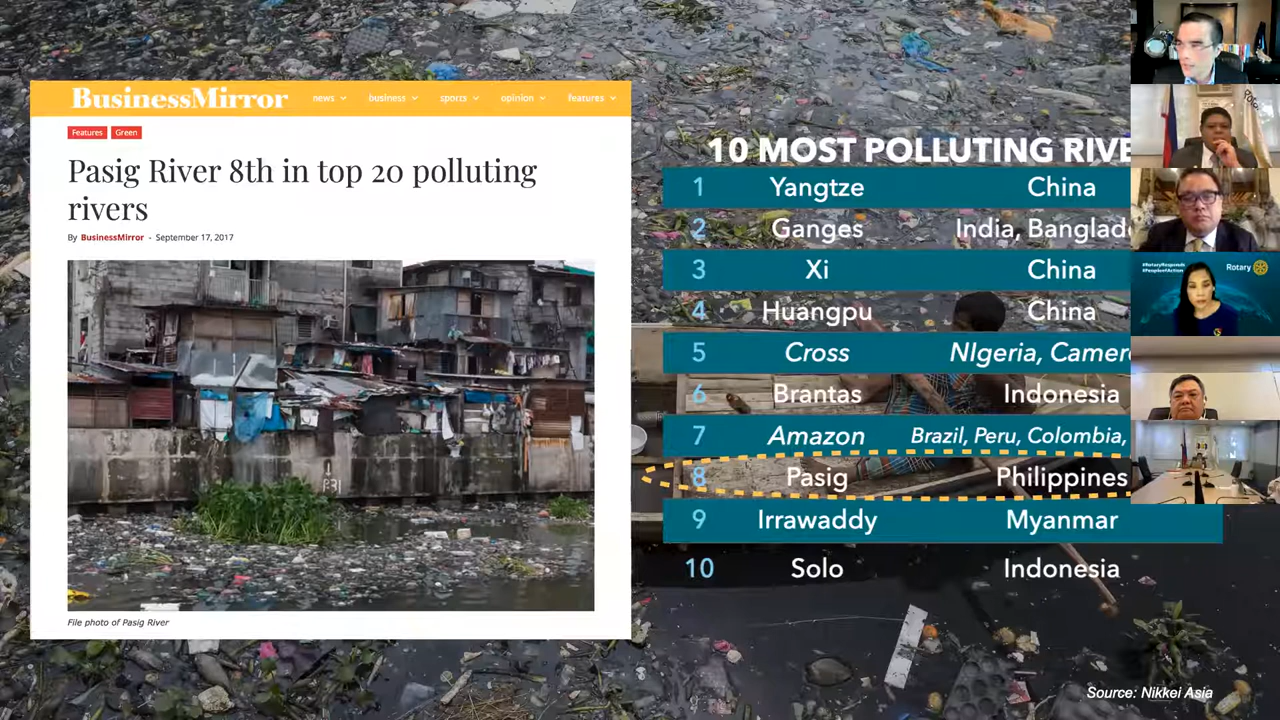 BusinessMirror
news business sports opinion features
Features Green
Pasig River 8th in top 20 polluting
rivers
By BusinessMirror - September 17, 2017
File photo of Pasig River
10 MOST POLLUTING RIVE
1 Yangtze China
2 Ganges India, Banglad
3 Xi China
4 Huangpu China
5 Cross NIgeria, Camer
6 Brantas Indonesia
7 Amazon Brazil, Peru, Colombia,
8 Pasig Philippines
9 Irrawaddy Myanmar
10 Solo Indonesia
Source: Nikkei Asia
#RotaryResponds
#PeopleofAction
Rotary